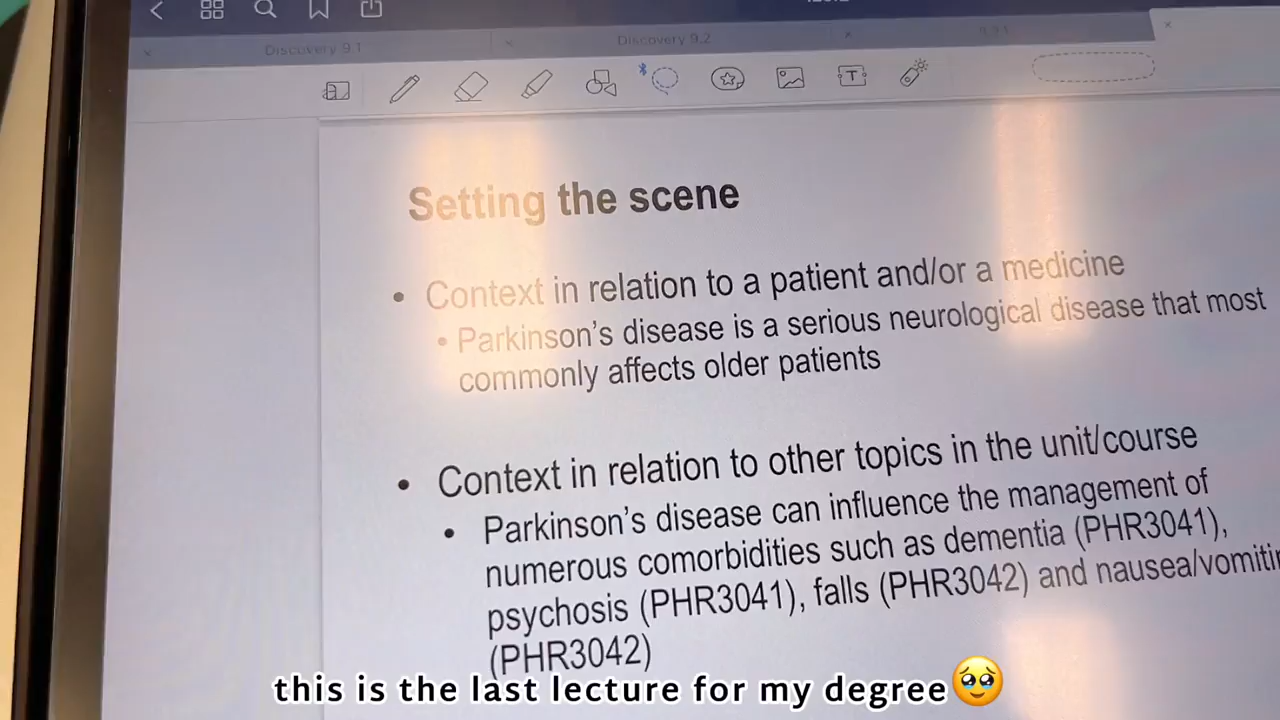 Discovery 9.1
Discovery 9.2
T
Setting the scene
• Context in relation to a patient and/or a medicine
• Parkinson's disease is a serious neurological disease that most
commonly affects older patients
• Context in relation to other topics in the unit/course
• Parkinson's disease can influence the management of
numerous comorbidities such as dementia (PHR3041),
psychosis (PHR3041), falls (PHR3042) and
(PHR3042)
this is the last lecture for my degree🥹